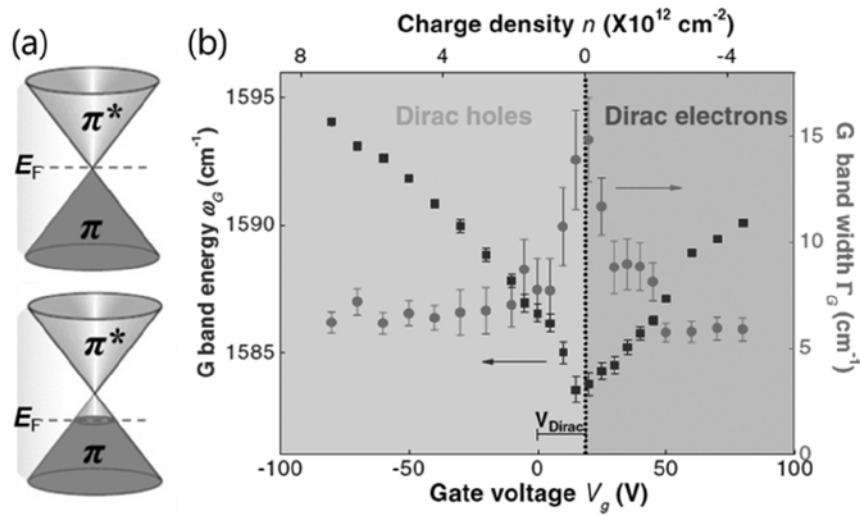 (a)
π*
E_F
π
π*
E_F
π
(b)
Charge density n (X10^12 cm^-2)
8 4 0 -4
1595
1590
1585
G band energy ω_G (cm^-1)
Dirac holes
Dirac electrons
V_Dirac
15
10
5
0
G band width Γ_G (cm^-1)
-100 -50 0 50 100
Gate voltage V_g (V)